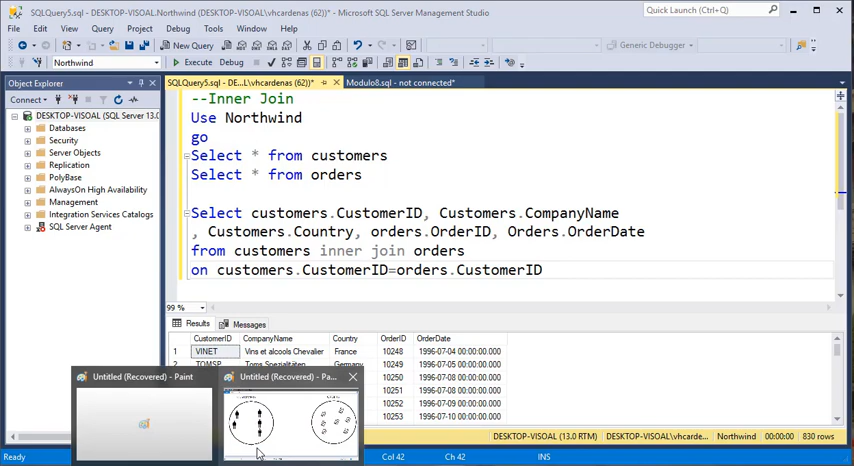 SQLQuery5.sql - DESKTOP-VISOAL.Northwind (DESKTOP-VISOAL\vhcardenas (62))* - Microsoft SQL Server Management Studio
Quick Launch (Ctrl+Q)
File Edit View Query Project Debug Tools Window Help
New Query
Generic Debugger
Northwind
Execute Debug
Object Explorer
SQLQuery5.sql - DE...L\vhcardenas (62))*
Modulo8.sql - not connected*
Connect
DESKTOP-VISOAL (SQL Server 13.0
Databases
Security
Server Objects
Replication
PolyBase
AlwaysOn High Availability
Management
Integration Services Catalogs
SQL Server Agent
--Inner Join
Use Northwind
go
Select * from customers
Select * from orders
Select customers.CustomerID, Customers.CompanyName
, Customers.Country, orders.OrderID, Orders.OrderDate
from customers inner join orders
on customers.CustomerID=orders.CustomerID
99 %
Results Messages
CustomerID CompanyName Country OrderID OrderDate
1 VINET Vins et alcools Chevalier France 10248 1996-07-04 00:00:00.000
2 TOMSP Toms Spezialitäten Germany
10250 1996-07-08 00:00:00.000
10251 1996-07-08 00:00:00.000
10252 1996-07-09 00:00:00.000
10253 1996-07-10 00:00:00.000
Untitled (Recovered) - Paint
Untitled (Recovered) - Pa...
DESKTOP-VISOAL (13.0 RTM) DESKTOP-VISOAL\vhcarde... Northwind 00:00:00 830 rows
Ready Col 42 Ch 42 INS